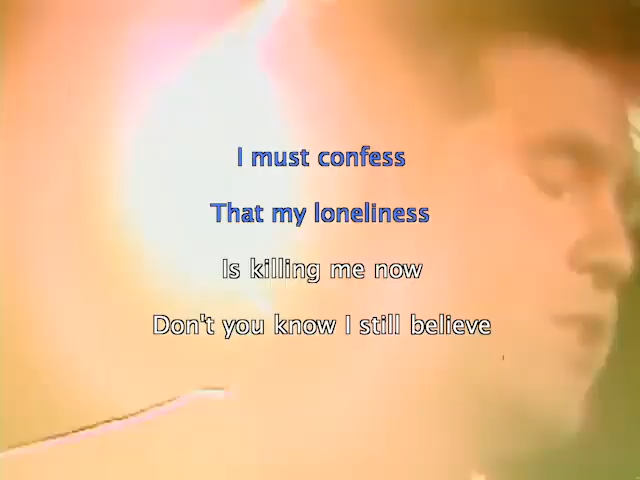 I must confess
That my loneliness
Is killing me now
Don't you know I still believe